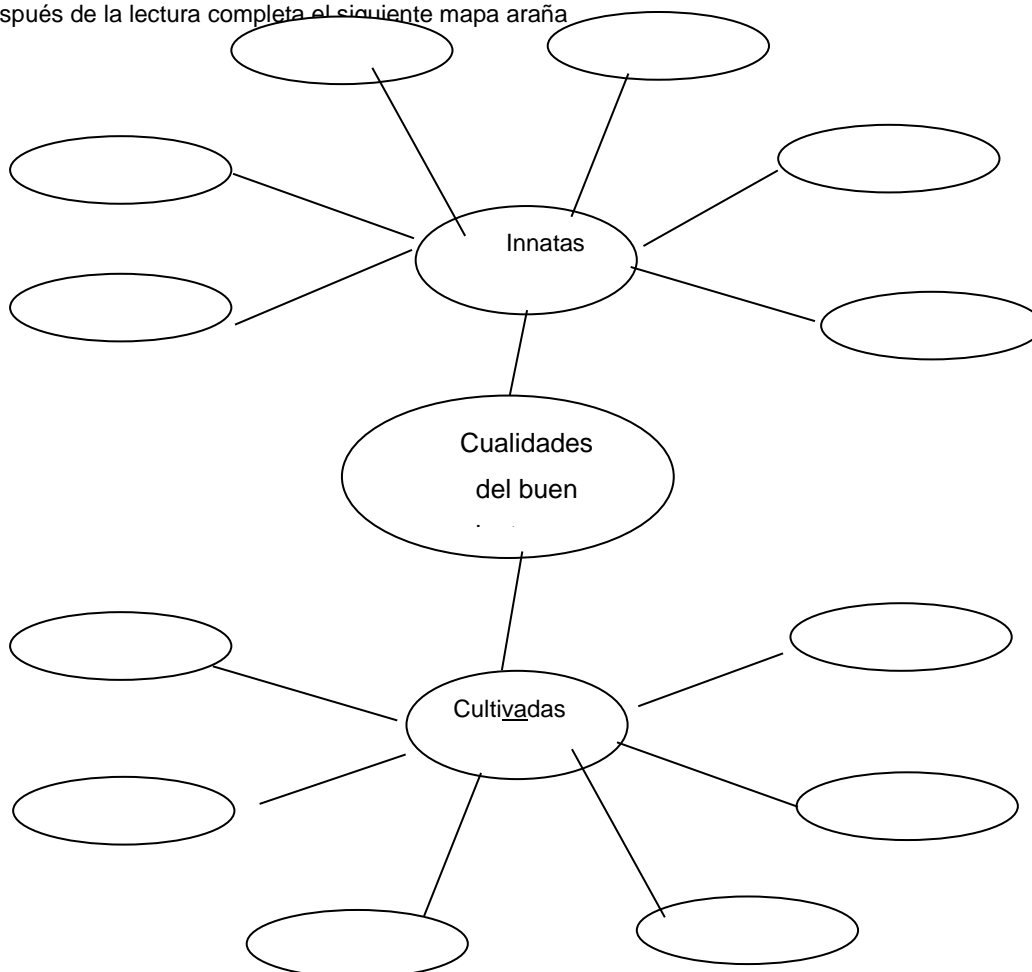 spués de la lectura completa el siguiente mapa araña
Innatas
Cualidades
del buen
Cultivadas